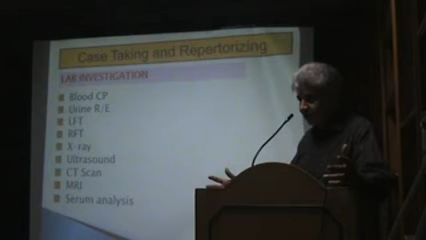 Case Taking and Repertorizing
LAB INVESTIGATION
Blood CP
Urine R/E
LFT
RFT
X-ray
Ultrasound
CT Scan
MRI
Serum analysis